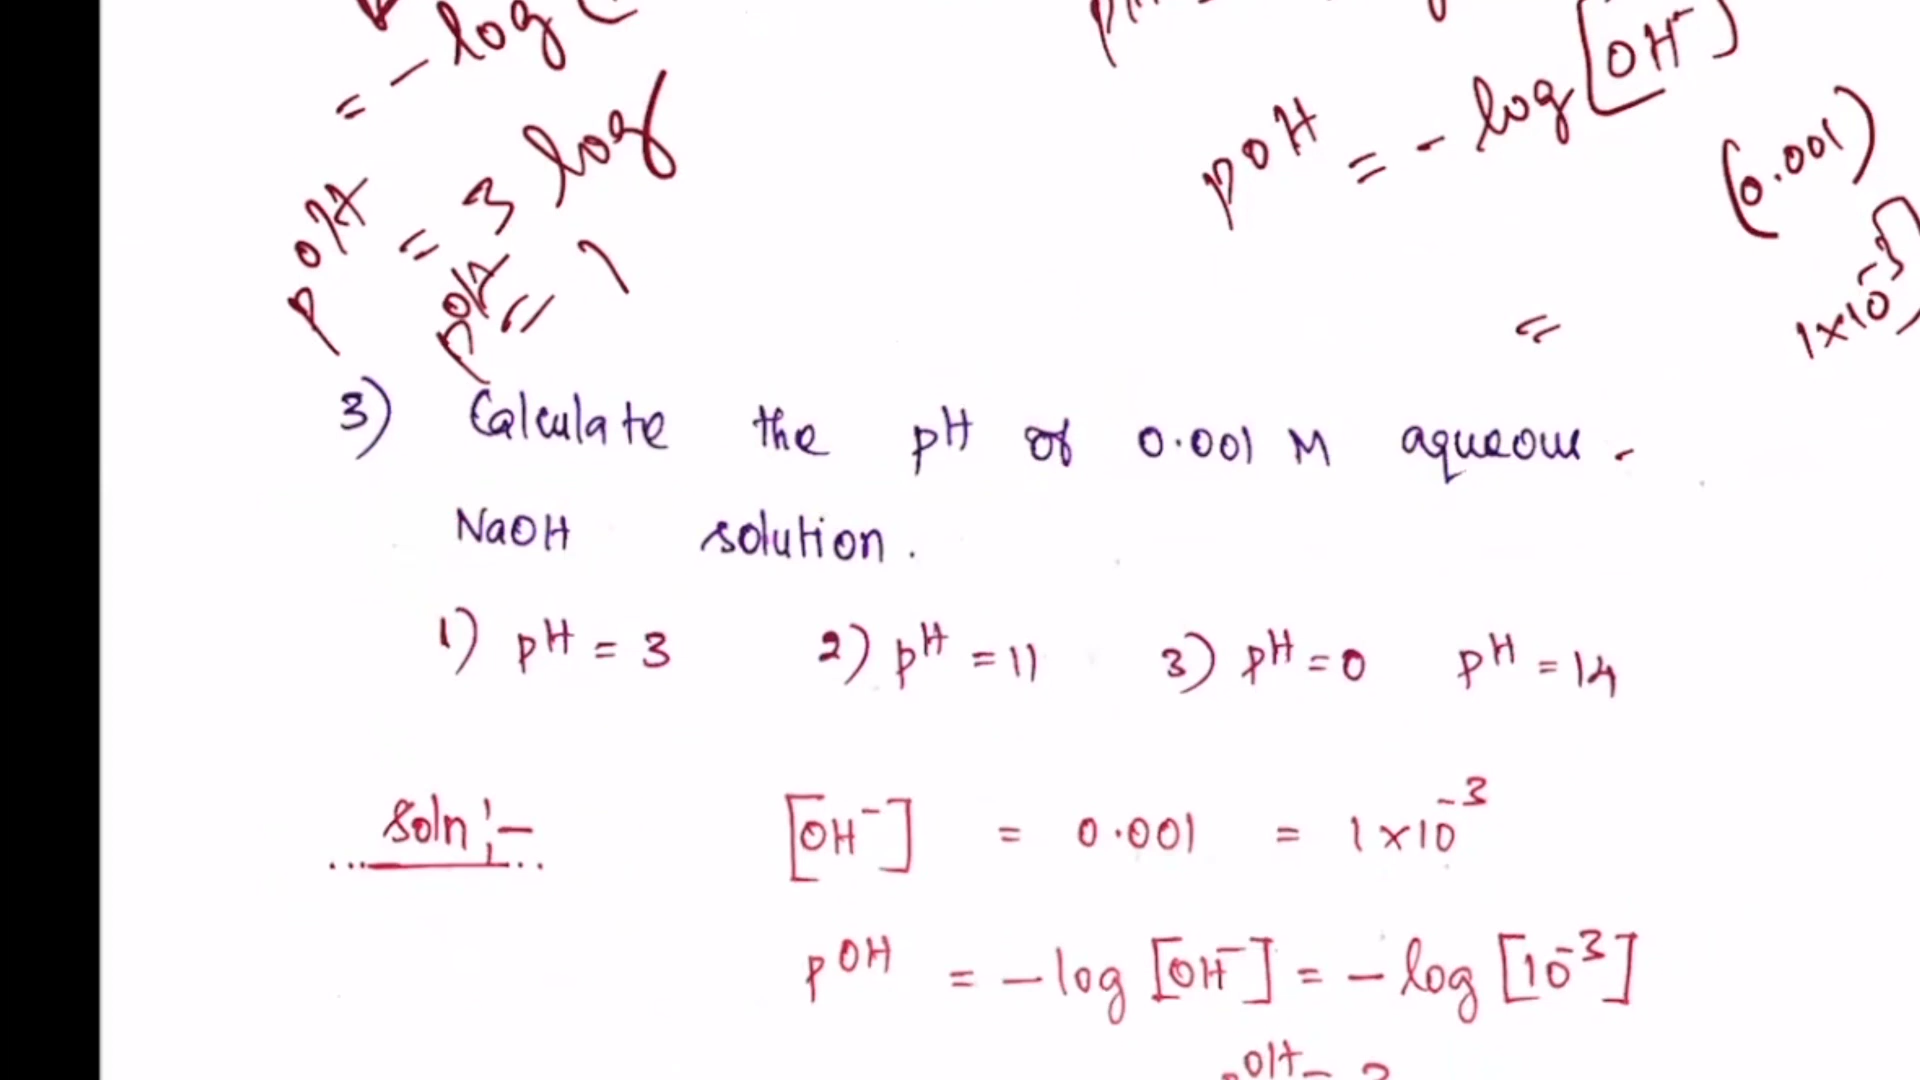 = - log
pOH = 3 log
pOH = 1
pOH = - log [OH-]
(0.001)
=
1×10
3) Calculate the pH of 0.001 M aqueous.
NaOH solution.
1) pH = 3 2) pH = 11 3) pH = 0 pH = 14
Soln:-
[OH⁻] = 0.001 = 1×10⁻³
pOH = -log [OH⁻] = -log [10⁻³]